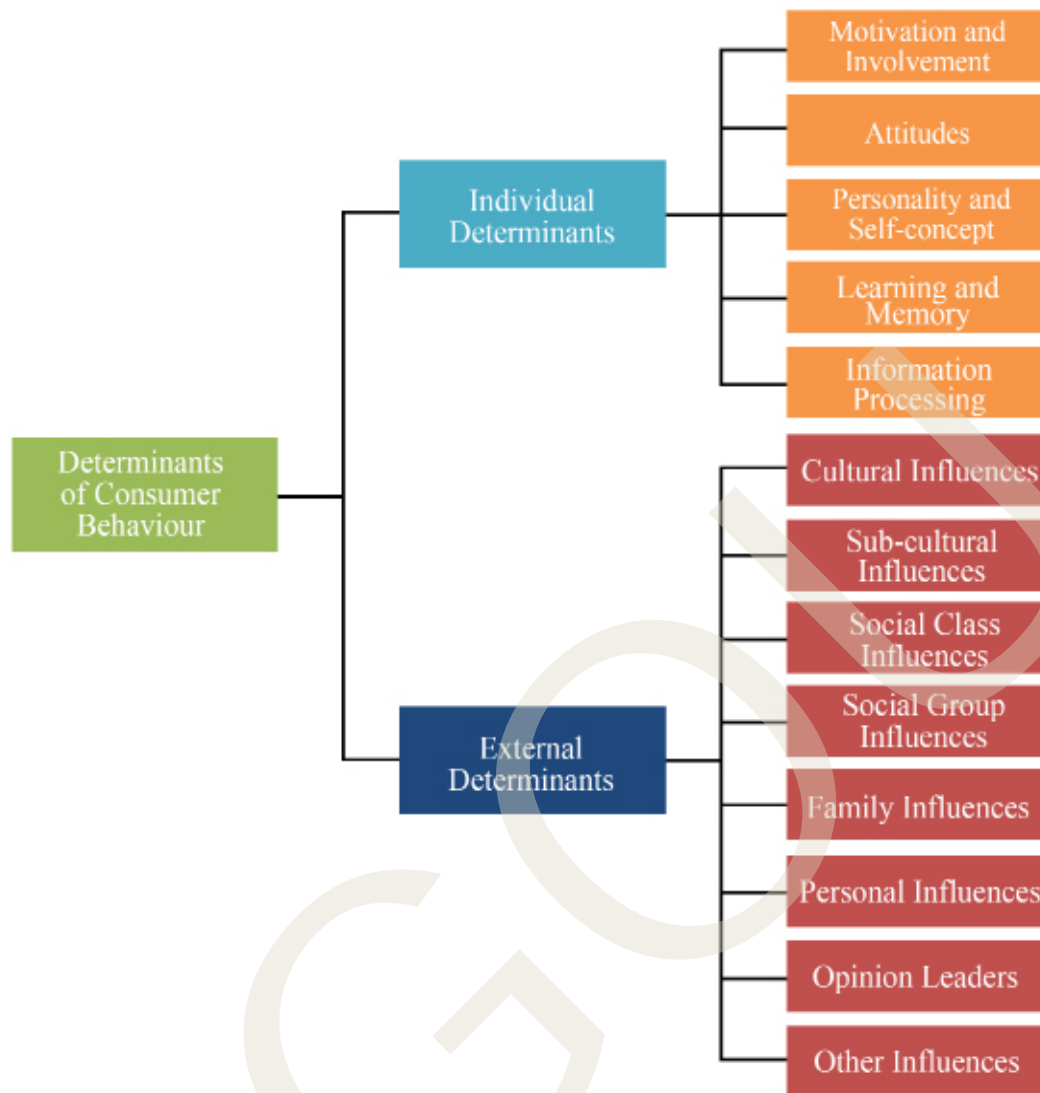 Determinants
of Consumer
Behaviour
Individual
Determinants
Motivation and
Involvement
Attitudes
Personality and
Self-concept
Learning and
Memory
Information
Processing
External
Determinants
Cultural Influences
Sub-cultural
Influences
Social Class
Influences
Social Group
Influences
Family Influences
Personal Influences
Opinion Leaders
Other Influences